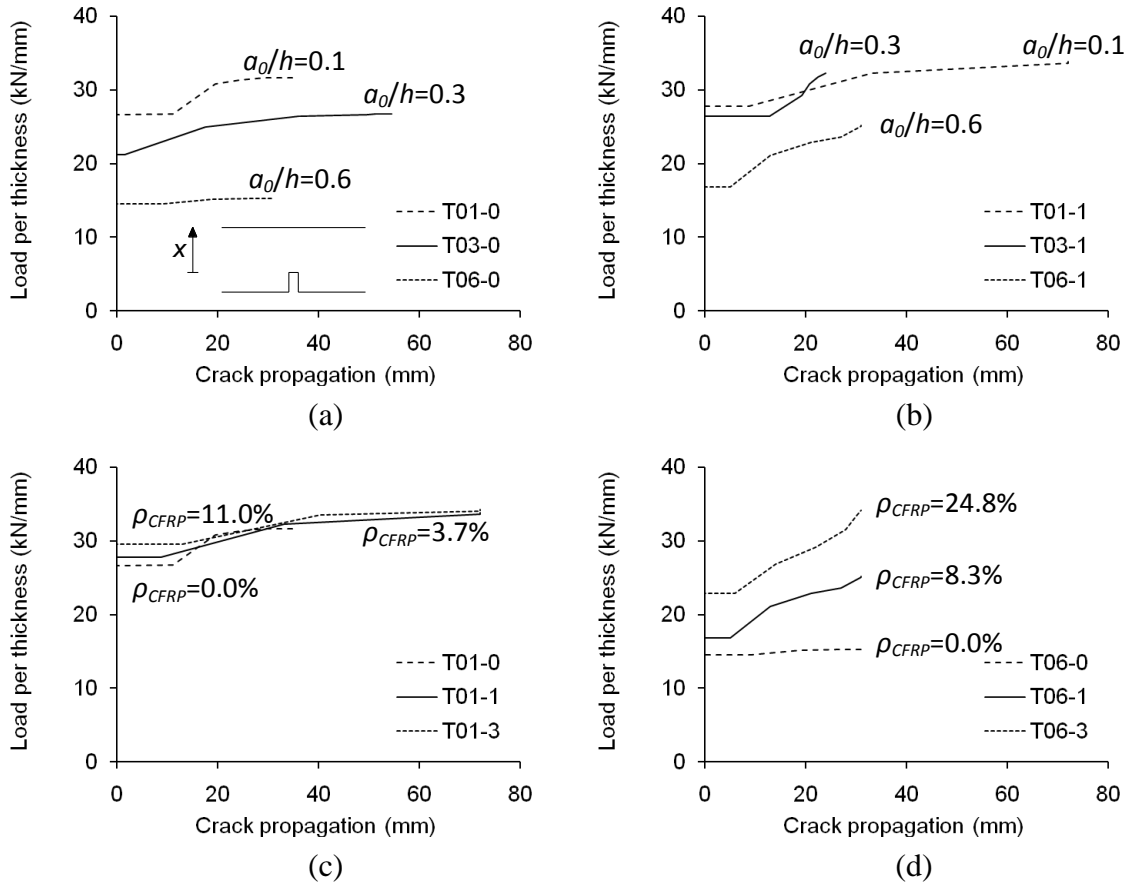 40
30
20
10
0
Load per thickness (kN/mm)
a0/h=0.1
a0/h=0.3
a0/h=0.6
x
T01-0
T03-0
T06-0
0 20 40 60 80
Crack propagation (mm)
(a)
40
30
20
10
0
Load per thickness (kN/mm)
a0/h=0.3
a0/h=0.1
a0/h=0.6
T01-1
T03-1
T06-1
0 20 40 60 80
Crack propagation (mm)
(b)
40
30
20
10
0
Load per thickness (kN/mm)
ρCFRP=11.0%
ρCFRP=3.7%
ρCFRP=0.0%
T01-0
T01-1
T01-3
0 20 40 60 80
Crack propagation (mm)
(c)
40
30
20
10
0
Load per thickness (kN/mm)
ρCFRP=24.8%
ρCFRP=8.3%
ρCFRP=0.0%
T06-0
T06-1
T06-3
0 20 40 60 80
Crack propagation (mm)
(d)